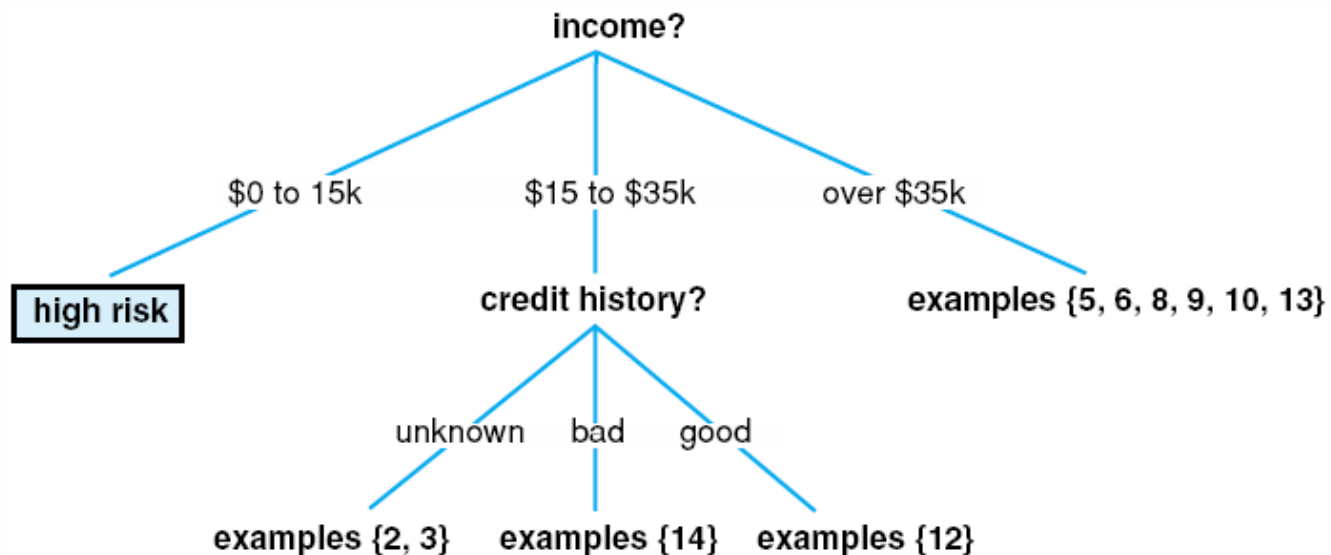 income?
$0 to 15k
$15 to $35k
over $35k
high risk
credit history?
examples {5, 6, 8, 9, 10, 13}
unknown
bad
good
examples {2, 3}
examples {14}
examples {12}